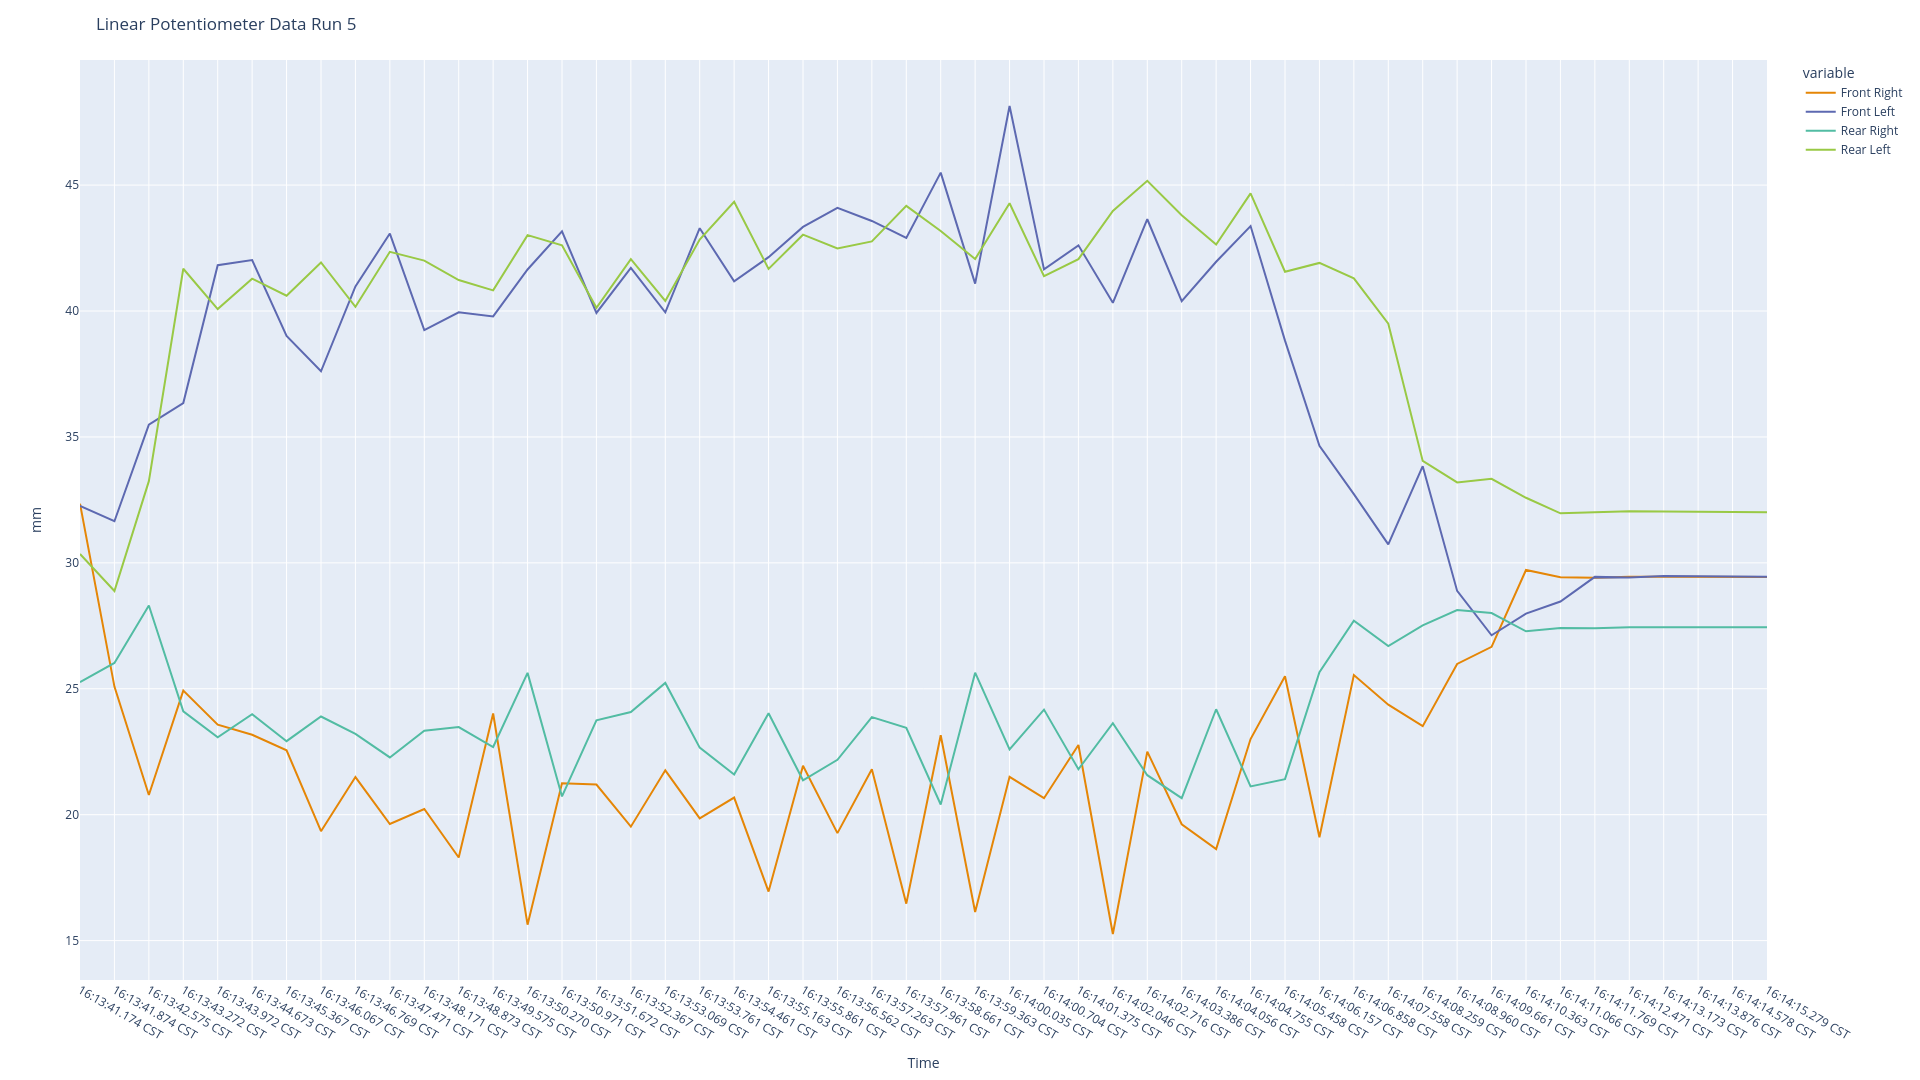 Linear Potentiometer Data Run 5
variable
Front Right
Front Left
Rear Right
Rear Left
45
40
35
30
25
20
15
mm
16:13:41.174 CST
16:13:41.874 CST
16:13:42.575 CST
16:13:43.272 CST
16:13:43.972 CST
16:13:44.673 CST
16:13:45.367 CST
16:13:46.067 CST
16:13:46.769 CST
16:13:47.471 CST
16:13:48.171 CST
16:13:48.873 CST
16:13:49.575 CST
16:13:50.270 CST
16:13:50.971 CST
16:13:51.672 CST
16:13:52.367 CST
16:13:53.069 CST
16:13:53.761 CST
16:13:54.461 CST
16:13:55.163 CST
16:13:55.861 CST
16:13:56.562 CST
16:13:57.263 CST
16:13:57.961 CST
16:13:58.661 CST
16:13:59.363 CST
16:14:00.035 CST
16:14:00.704 CST
16:14:01.375 CST
16:14:02.046 CST
16:14:02.716 CST
16:14:03.386 CST
16:14:04.056 CST
16:14:04.755 CST
16:14:05.458 CST
16:14:06.157 CST
16:14:06.858 CST
16:14:07.558 CST
16:14:08.259 CST
16:14:08.960 CST
16:14:09.661 CST
16:14:10.363 CST
16:14:11.066 CST
16:14:11.769 CST
16:14:12.471 CST
16:14:13.173 CST
16:14:13.876 CST
16:14:14.578 CST
16:14:15.279 CST
Time